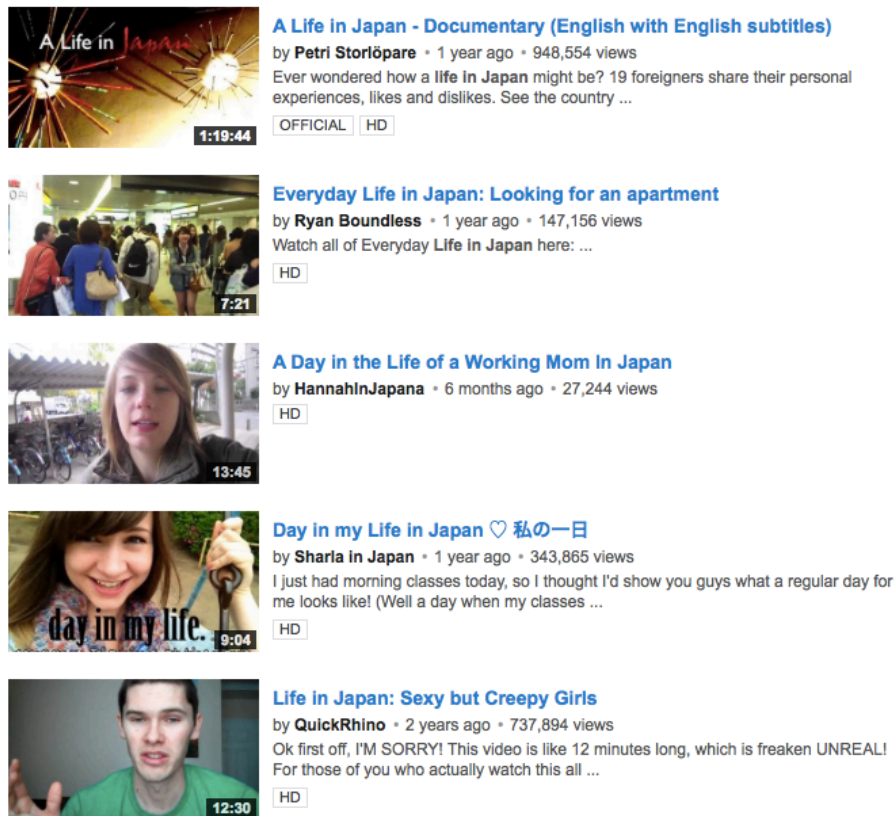 A Life in Japan
1:19:44
A Life in Japan - Documentary (English with English subtitles)
by Petri Storlöpare • 1 year ago • 948,554 views
Ever wondered how a life in Japan might be? 19 foreigners share their personal
experiences, likes and dislikes. See the country ...
OFFICIAL HD
7:21
Everyday Life in Japan: Looking for an apartment
by Ryan Boundless • 1 year ago • 147,156 views
Watch all of Everyday Life in Japan here: ...
HD
13:45
A Day in the Life of a Working Mom In Japan
by HannahInJapana • 6 months ago • 27,244 views
HD
day in my life.
9:04
Day in my Life in Japan ♡ 私の一日
by Sharla in Japan • 1 year ago • 343,865 views
I just had morning classes today, so I thought I'd show you guys what a regular day for
me looks like! (Well a day when my classes ...
HD
12:30
Life in Japan: Sexy but Creepy Girls
by QuickRhino • 2 years ago • 737,894 views
Ok first off, I'M SORRY! This video is like 12 minutes long, which is freaken UNREAL!
For those of you who actually watch this all ...
HD